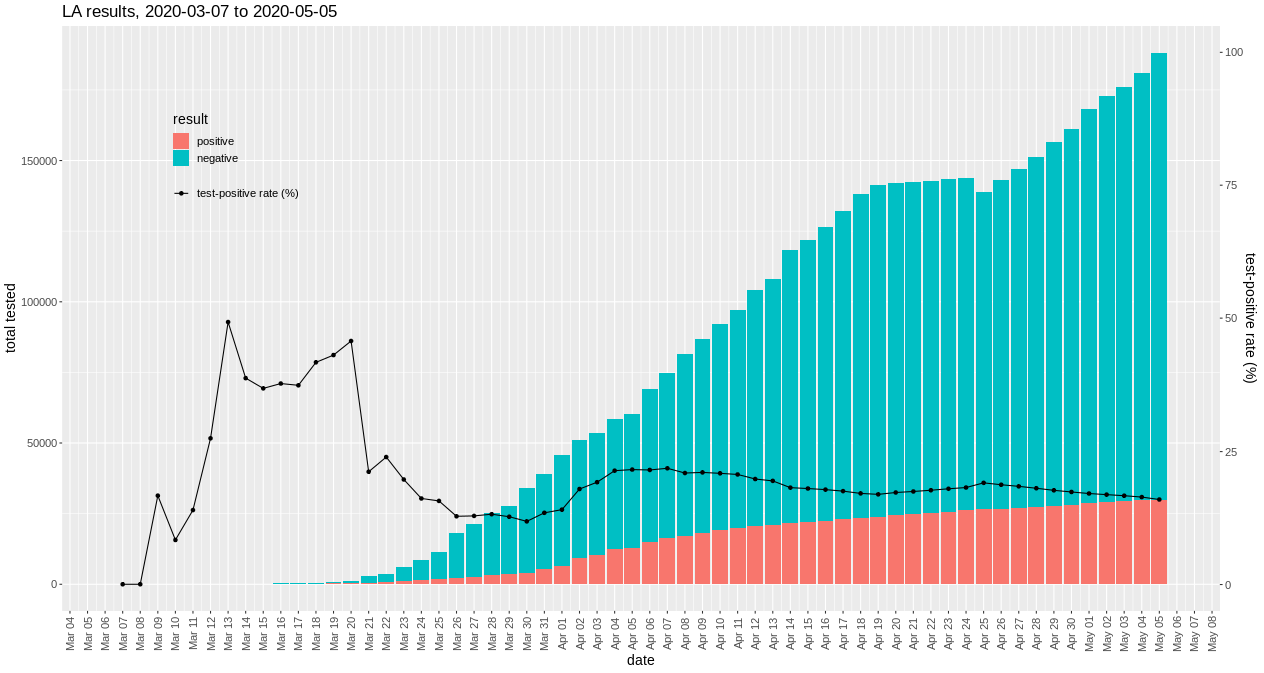 LA results, 2020-03-07 to 2020-05-05
result
positive
negative
test-positive rate (%)
total tested
150000
100000
50000
0
100
75
50
25
0
test-positive rate (%)
Mar 04
Mar 05
Mar 06
Mar 07
Mar 08
Mar 09
Mar 10
Mar 11
Mar 12
Mar 13
Mar 14
Mar 15
Mar 16
Mar 17
Mar 18
Mar 19
Mar 20
Mar 21
Mar 22
Mar 23
Mar 24
Mar 25
Mar 26
Mar 27
Mar 28
Mar 29
Mar 30
Mar 31
Apr 01
Apr 02
Apr 03
Apr 04
Apr 05
Apr 06
Apr 07
Apr 08
Apr 09
Apr 10
Apr 11
Apr 12
Apr 13
Apr 14
Apr 15
Apr 16
Apr 17
Apr 18
Apr 19
Apr 20
Apr 21
Apr 22
Apr 23
Apr 24
Apr 25
Apr 26
Apr 27
Apr 28
Apr 29
Apr 30
May 01
May 02
May 03
May 04
May 05
May 06
May 07
May 08
date